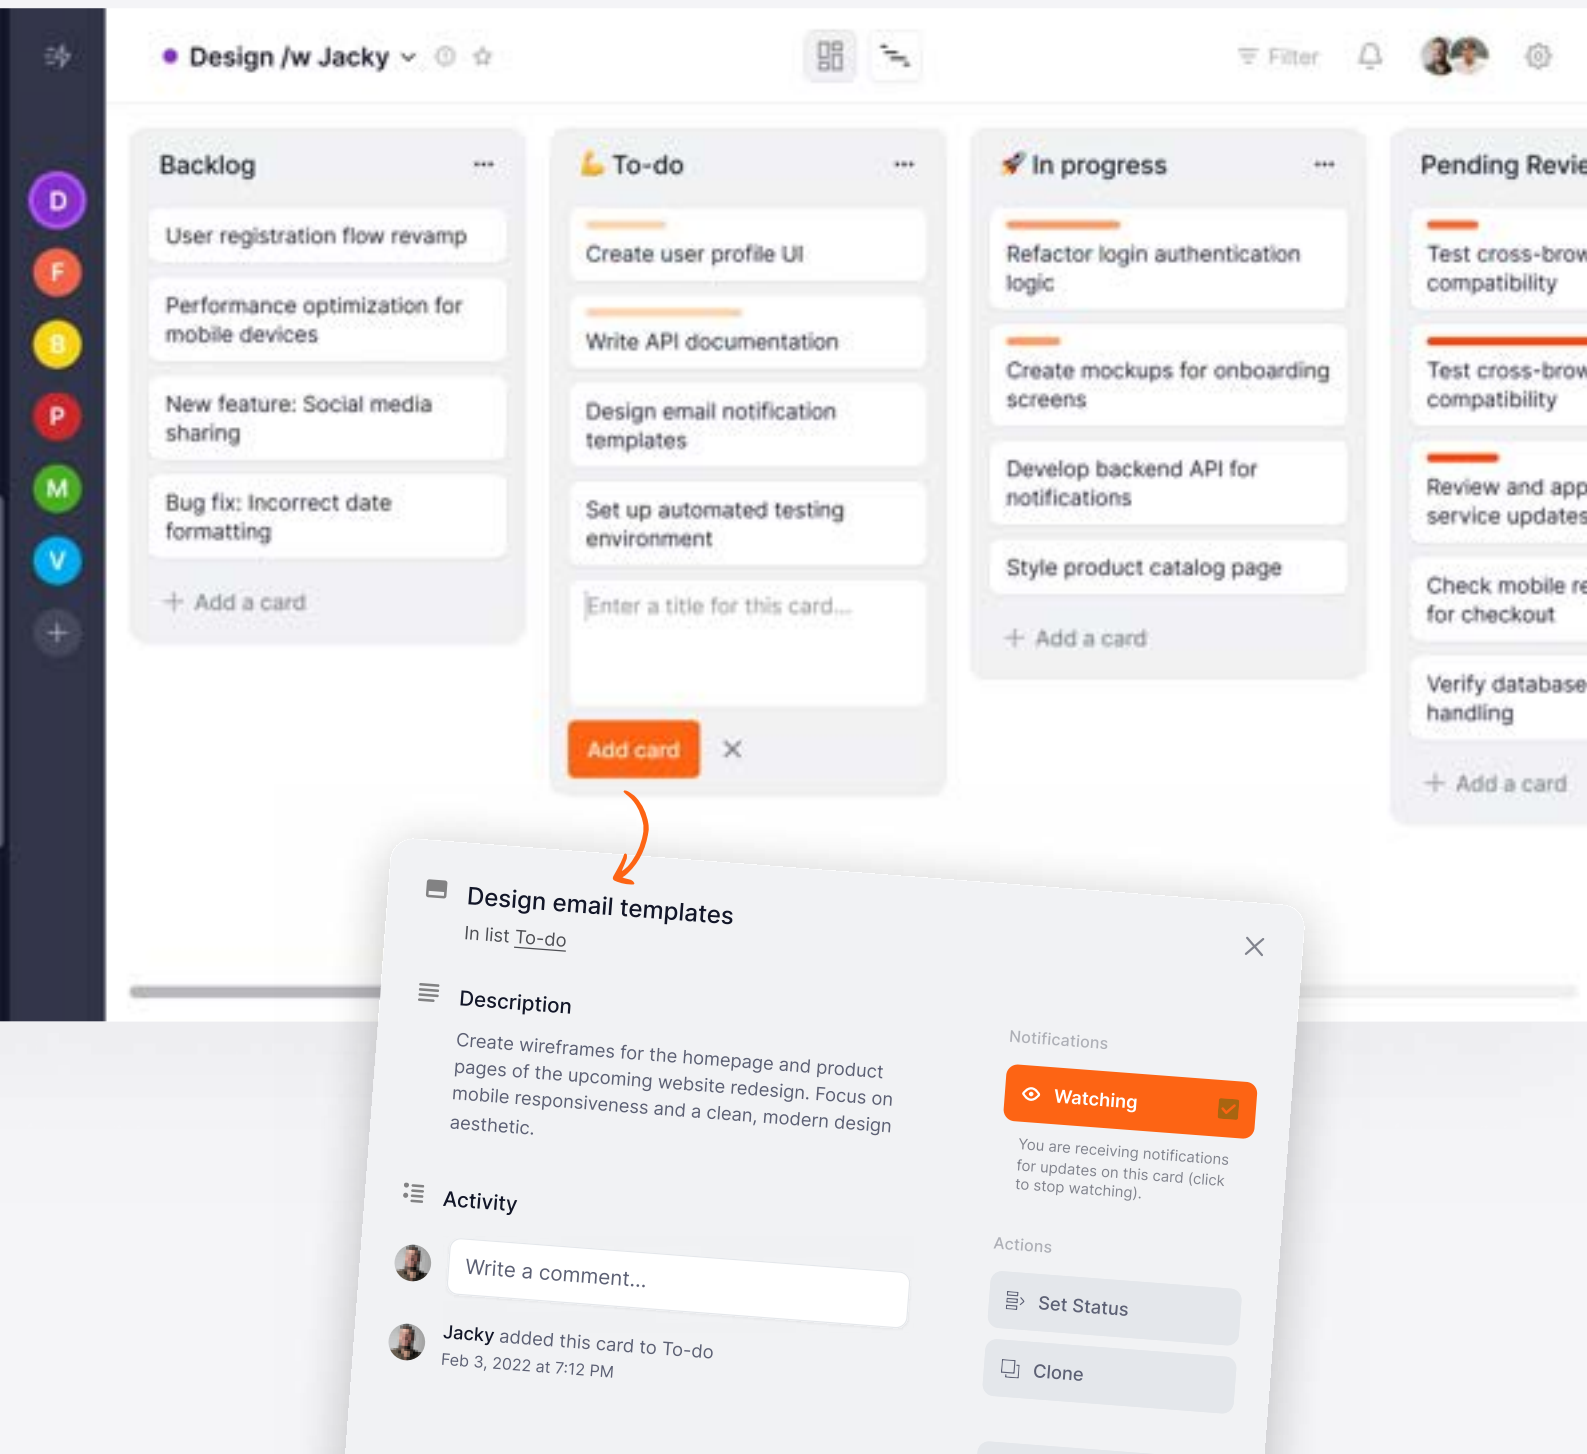 Design /w Jacky
Filter
D
F
B
P
M
V
Backlog
User registration flow revamp
Performance optimization for
mobile devices
New feature: Social media
sharing
Bug fix: Incorrect date
formatting
+ Add a card
💪 To-do
Create user profile UI
Write API documentation
Design email notification
templates
Set up automated testing
environment
Enter a title for this card...
Add card
🚀 In progress
Refactor login authentication
logic
Create mockups for onboarding
screens
Develop backend API for
notifications
Style product catalog page
+ Add a card
Pending Revie
Test cross-brow
compatibility
Test cross-brow
compatibility
Review and app
service updates
Check mobile re
for checkout
Verify database
handling
+ Add a card
Design email templates
In list To-do
Description
Create wireframes for the homepage and product
pages of the upcoming website redesign. Focus on
mobile responsiveness and a clean, modern design
aesthetic.
Activity
Write a comment...
Jacky added this card to To-do
Feb 3, 2022 at 7:12 PM
Notifications
Watching
You are receiving notifications
for updates on this card (click
to stop watching).
Actions
Set Status
Clone